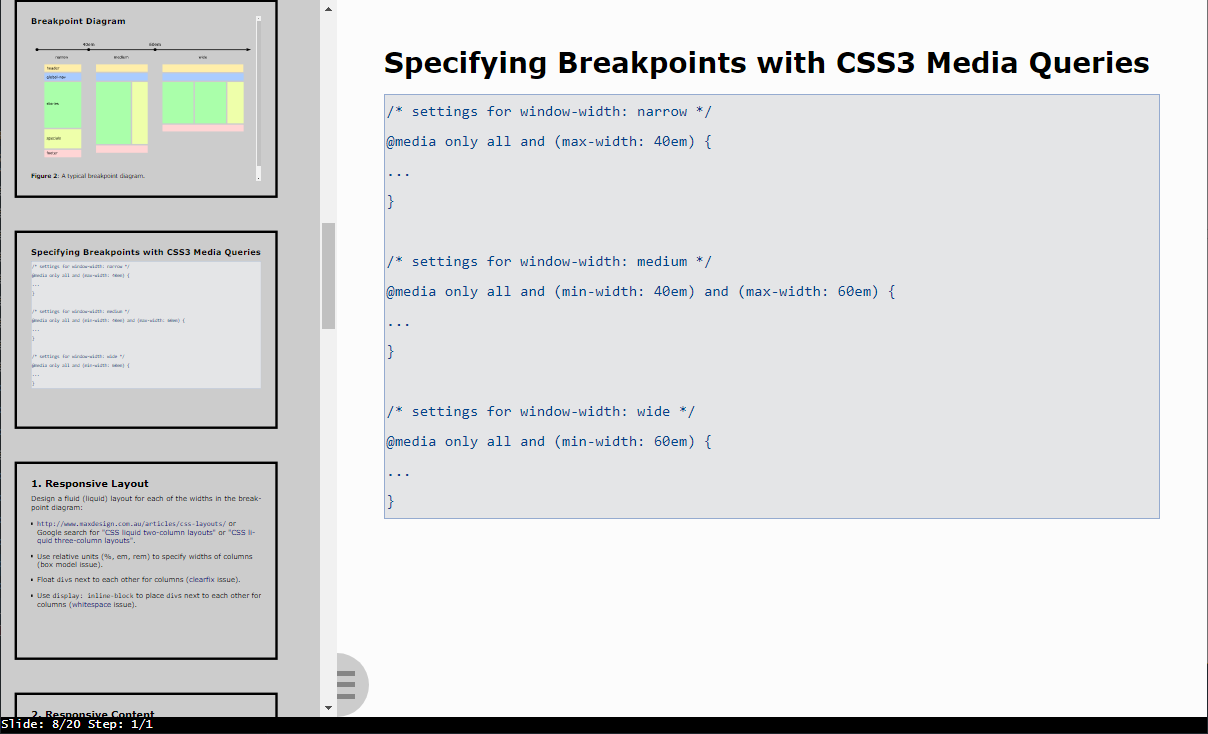 Breakpoint Diagram
40em 60em
narrow medium wide
header
global-nav
stories
specials
footer
Figure 2: A typical breakpoint diagram.
Specifying Breakpoints with CSS3 Media Queries
/* settings for window-width: narrow */
@media only all and (max-width: 40em) {
...
}
/* settings for window-width: medium */
@media only all and (min-width: 40em) and (max-width: 60em) {
...
}
/* settings for window-width: wide */
@media only all and (min-width: 60em) {
...
}
1. Responsive Layout
Design a fluid (liquid) layout for each of the widths in the break-
point diagram:
• http://www.maxdesign.com.au/articles/css-layouts/ or
Google search for "CSS liquid two-column layouts" or "CSS li-
quid three-column layouts".
• Use relative units (%, em, rem) to specify widths of columns
(box model issue).
• Float divs next to each other for columns (clearfix issue).
• Use display: inline-block to place divs next to each other for
columns (whitespace issue).
2. Responsive Content
Specifying Breakpoints with CSS3 Media Queries
/* settings for window-width: narrow */
@media only all and (max-width: 40em) {
...
}
/* settings for window-width: medium */
@media only all and (min-width: 40em) and (max-width: 60em) {
...
}
/* settings for window-width: wide */
@media only all and (min-width: 60em) {
...
}
Slide: 8/20 Step: 1/1